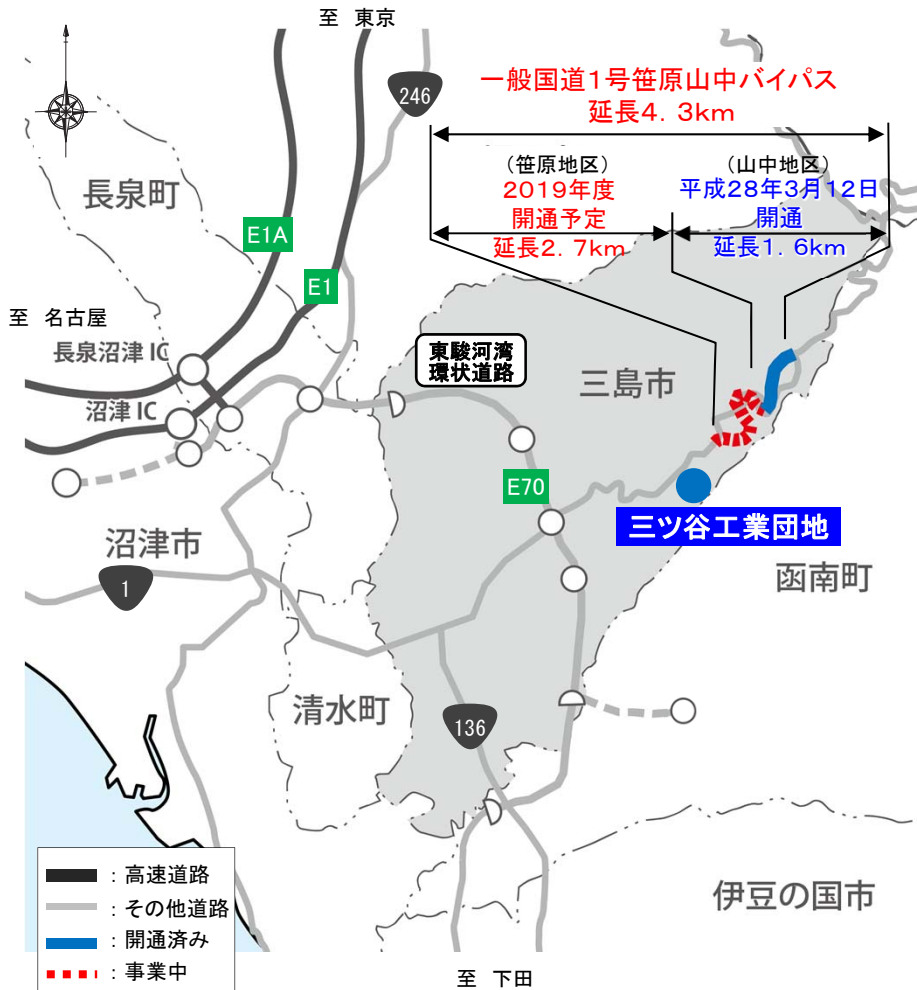 至 東京
246
一般国道1号笹原山中バイパス
延長4.3km
(笹原地区)
2019年度
開通予定
延長2.7km
(山中地区)
平成28年3月12日
開通
延長1.6km
長泉町
E1A
E1
至 名古屋
長泉沼津IC
沼津IC
東駿河湾
環状道路
三島市
E70
三ツ谷工業団地
沼津市
1
函南町
清水町
136
伊豆の国市
:高速道路
:その他道路
:開通済み
:事業中
至 下田